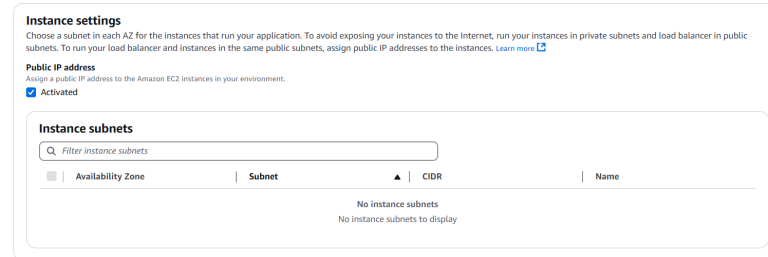 Instance settings
Choose a subnet in each AZ for the instances that run your application. To avoid exposing your instances to the Internet, run your instances in private subnets and load balancer in public
subnets. To run your load balancer and instances in the same public subnets, assign public IP addresses to the instances. Learn more
Public IP address
Assign a public IP address to the Amazon EC2 instances in your environment.
Activated
Instance subnets
Filter instance subnets
Availability Zone Subnet CIDR Name
No instance subnets
No instance subnets to display